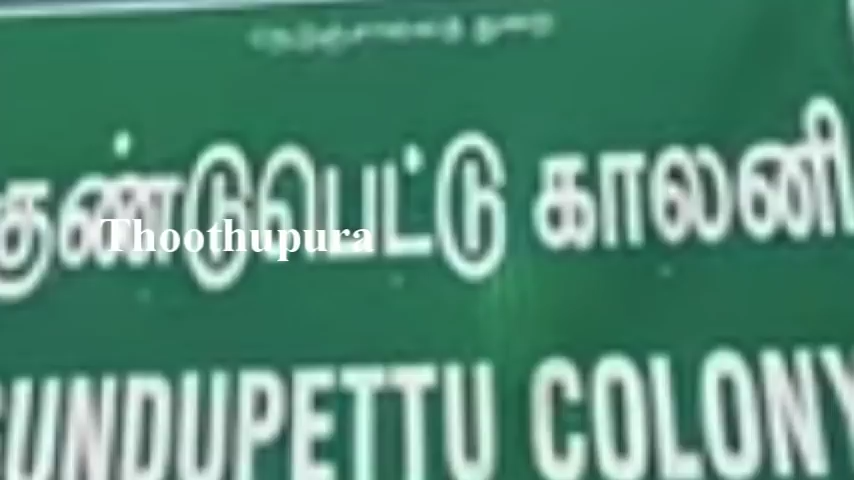 நெடுஞ்சாலைத் துறை
குண்டுபெட்டு காலனி
Thoothupura
GUNDUPETTU COLONY